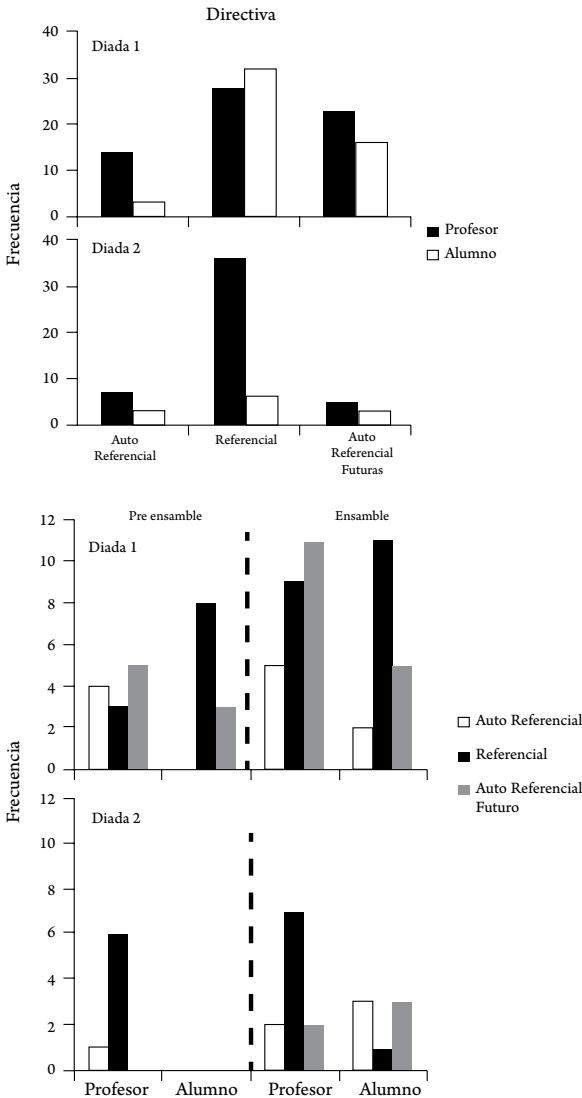 Directiva
Diada 1
40
30
20
10
0
Diada 2
40
30
20
10
0
Frecuencia
Profesor
Alumno
Auto
Referencial
Referencial
Auto
Referencial
Futuras
Pre ensamble
Ensamble
Diada 1
12
10
8
6
4
2
0
Diada 2
12
10
8
6
4
2
0
Frecuencia
Auto Referencial
Referencial
Auto Referencial
Futuro
Profesor
Alumno
Profesor
Alumno